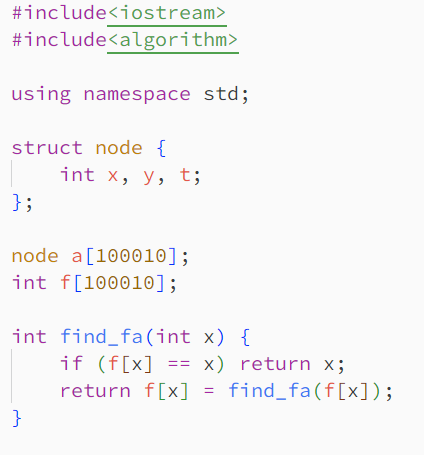 #include<iostream>
#include<algorithm>
using namespace std;
struct node {
    int x, y, t;
};
node a[100010];
int f[100010];
int find_fa(int x) {
    if (f[x] == x) return x;
    return f[x] = find_fa(f[x]);
}